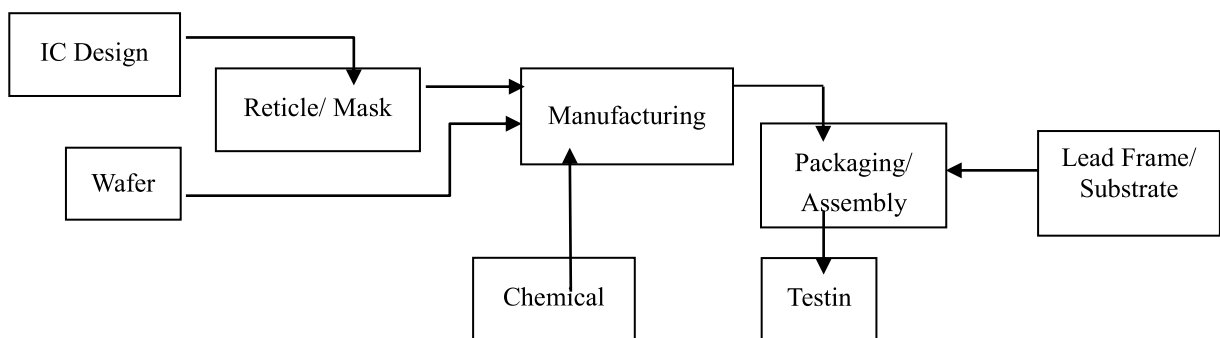 IC Design
Reticle/ Mask
Manufacturing
Wafer
Packaging/
Assembly
Lead Frame/
Substrate
Chemical
Testin